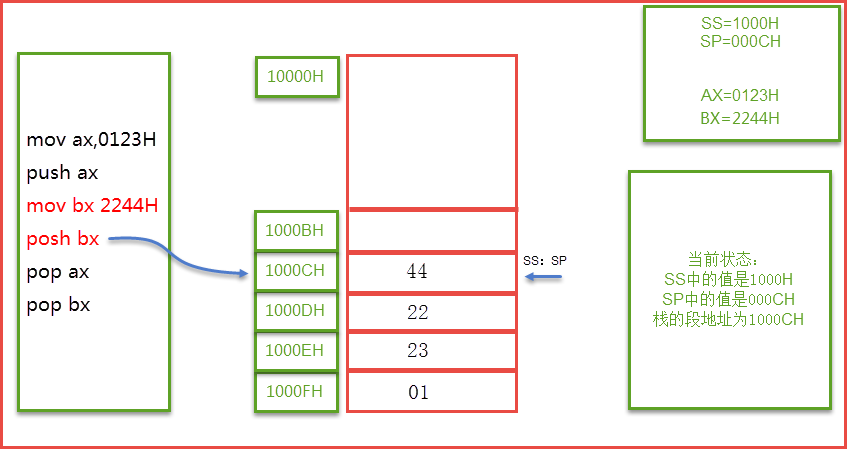 mov ax,0123H
push ax
mov bx 2244H
posh bx
pop ax
pop bx
10000H
1000BH
1000CH
1000DH
1000EH
1000FH
44
22
23
01
SS：SP
SS=1000H
SP=000CH
AX=0123H
BX=2244H
当前状态：
SS中的值是1000H
SP中的值是000CH
栈的段地址为1000CH